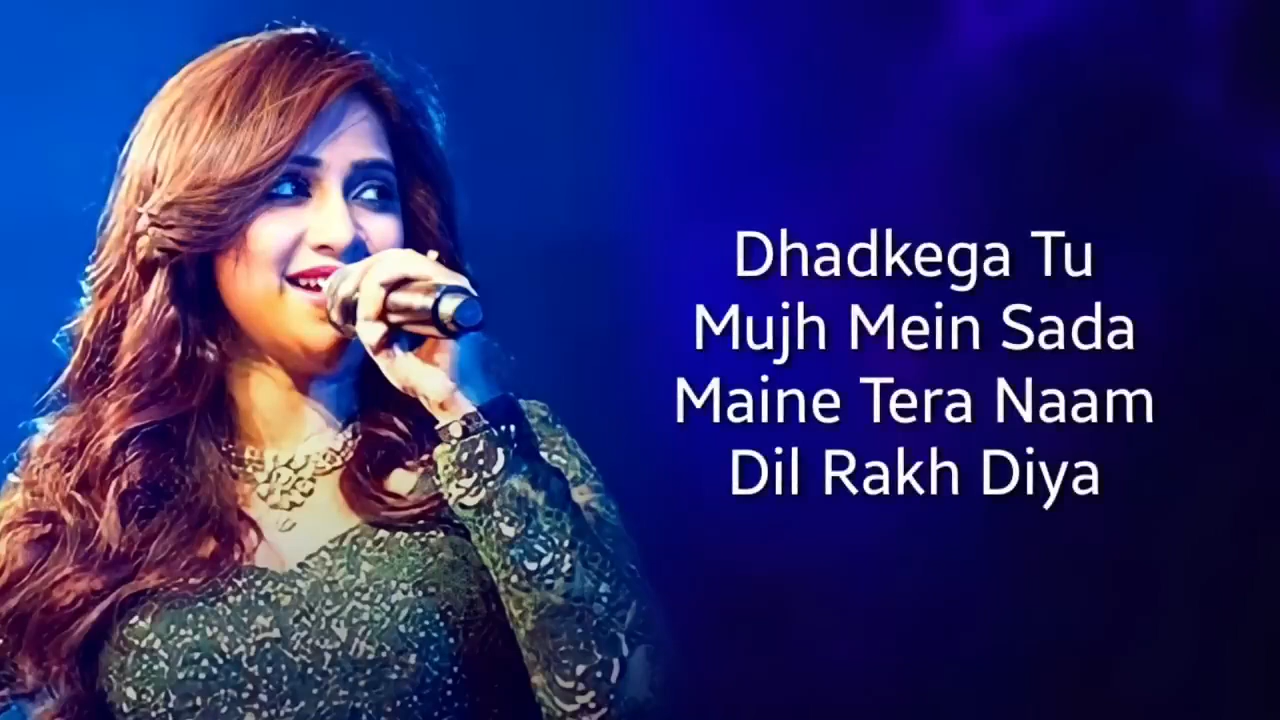 Dhadkega Tu
Mujh Mein Sada
Maine Tera Naam
Dil Rakh Diya